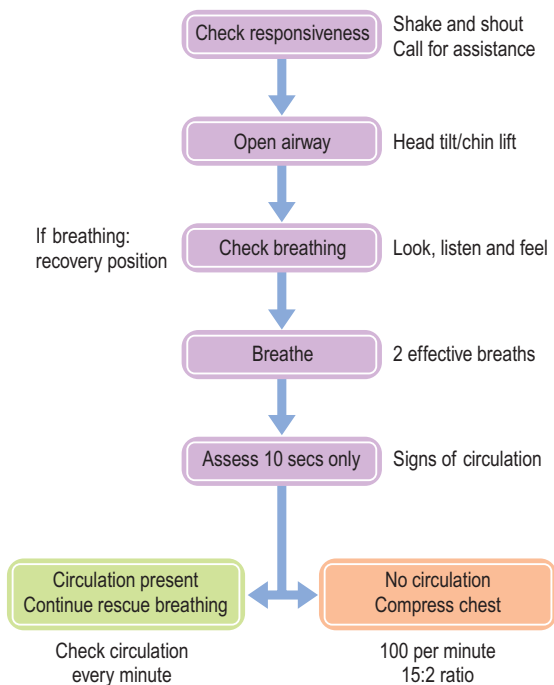 Check responsiveness
Shake and shout
Call for assistance
Open airway
Head tilt/chin lift
If breathing:
recovery position
Check breathing
Look, listen and feel
Breathe
2 effective breaths
Assess 10 secs only
Signs of circulation
Circulation present
Continue rescue breathing
Check circulation
every minute
No circulation
Compress chest
100 per minute
15:2 ratio